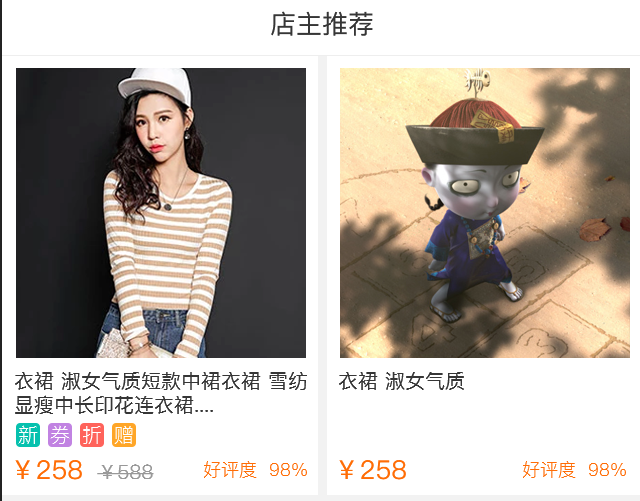 店主推荐
衣裙 淑女气质短款中裙衣裙 雪纺
显瘦中长印花连衣裙....
新 券 折 赠
¥258 ¥588 好评度 98%
衣裙 淑女气质
¥258 好评度 98%